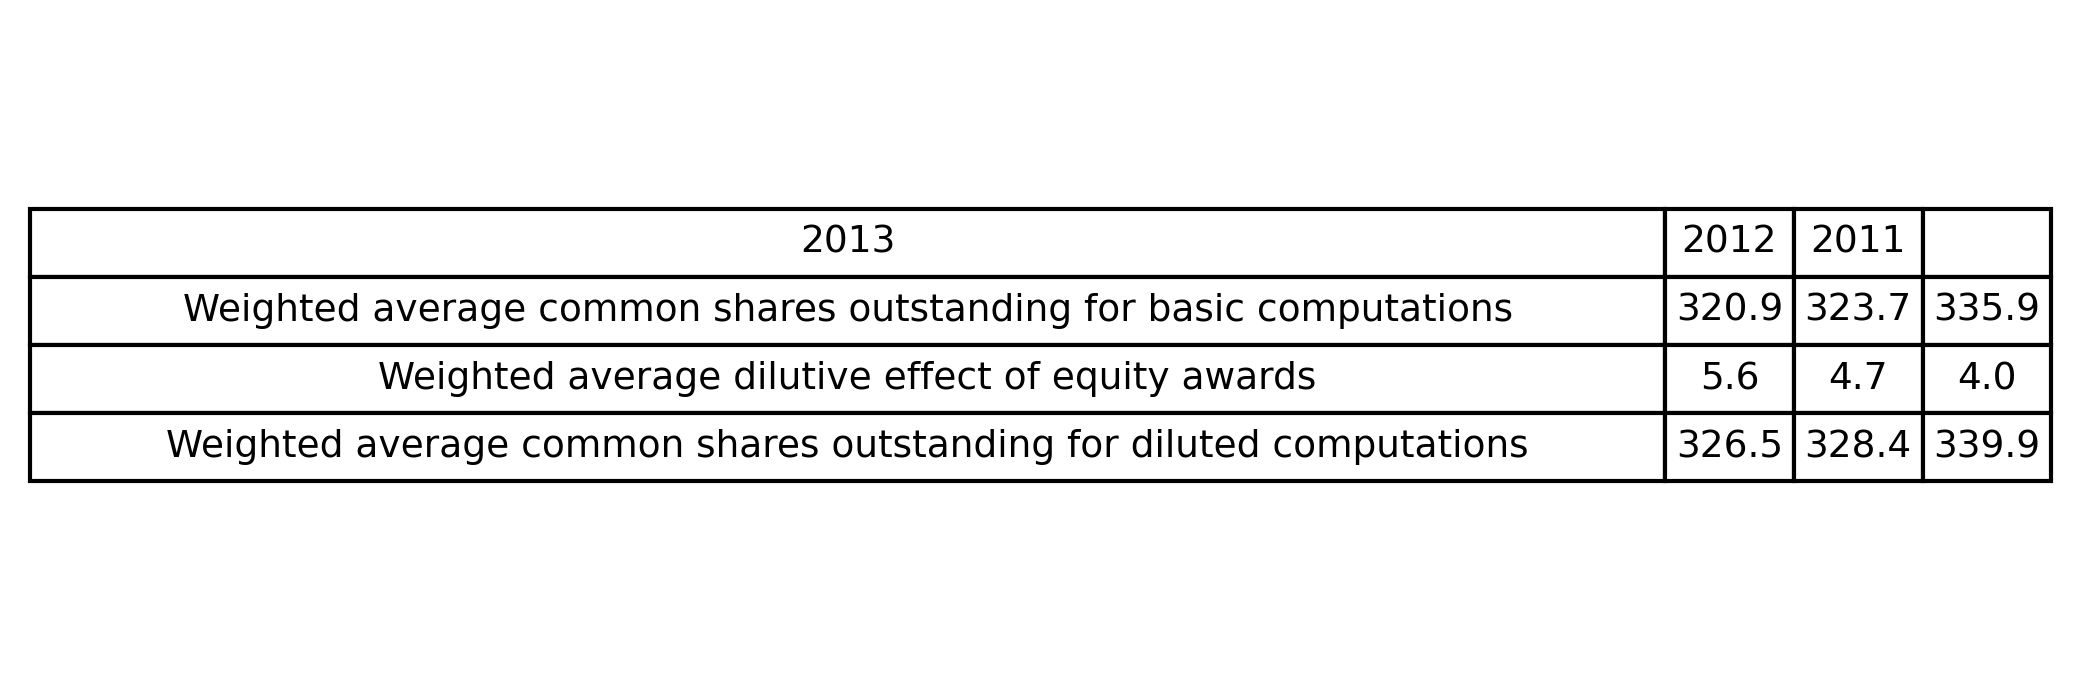 2013 2012 2011
Weighted average common shares outstanding for basic computations 320.9 323.7 335.9
Weighted average dilutive effect of equity awards 5.6 4.7 4.0
Weighted average common shares outstanding for diluted computations 326.5 328.4 339.9